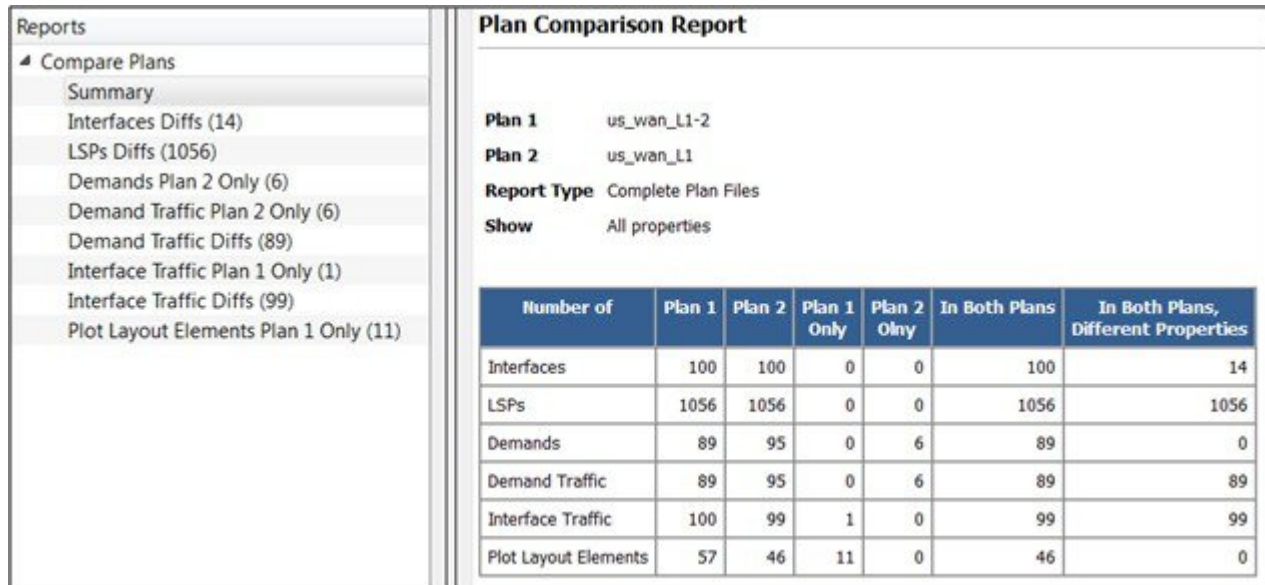 Reports
Compare Plans
Summary
Interfaces Diffs (14)
LSPs Diffs (1056)
Demands Plan 2 Only (6)
Demand Traffic Plan 2 Only (6)
Demand Traffic Diffs (89)
Interface Traffic Plan 1 Only (1)
Interface Traffic Diffs (99)
Plot Layout Elements Plan 1 Only (11)
Plan Comparison Report
Plan 1 us_wan_L1-2
Plan 2 us_wan_L1
Report Type Complete Plan Files
Show All properties
Number of Plan 1 Plan 2 Plan 1 Only Plan 2 Olny In Both Plans In Both Plans, Different Properties
Interfaces 100 100 0 0 100 14
LSPs 1056 1056 0 0 1056 1056
Demands 89 95 0 6 89 0
Demand Traffic 89 95 0 6 89 89
Interface Traffic 100 99 1 0 99 99
Plot Layout Elements 57 46 11 0 46 0